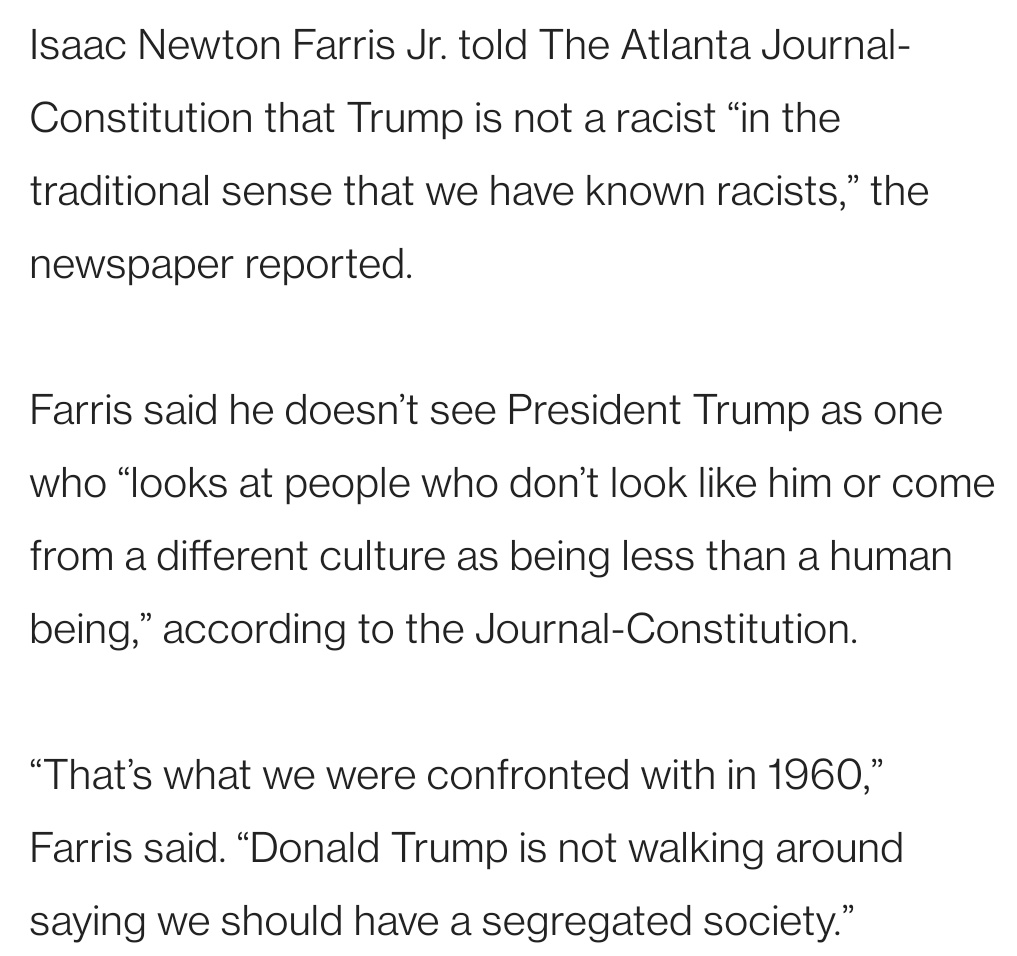 Isaac Newton Farris Jr. told The Atlanta Journal-
Constitution that Trump is not a racist “in the
traditional sense that we have known racists,” the
newspaper reported.
Farris said he doesn’t see President Trump as one
who “looks at people who don’t look like him or come
from a different culture as being less than a human
being,” according to the Journal-Constitution.
“That’s what we were confronted with in 1960,”
Farris said. “Donald Trump is not walking around
saying we should have a segregated society.”